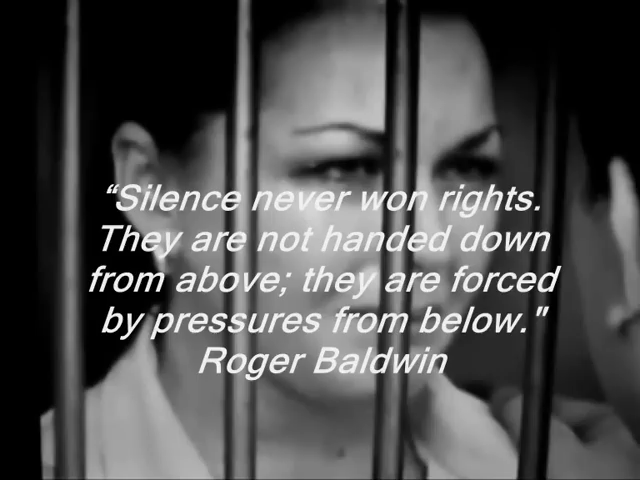 “Silence never won rights.
They are not handed down
from above; they are forced
by pressures from below."
Roger Baldwin